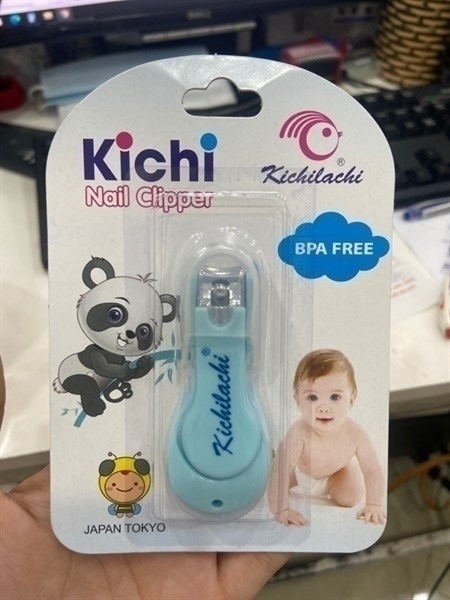 Kichi
Nail Clipper
Kichilachi®
BPA FREE
Kichilachi®
JAPAN TOKYO